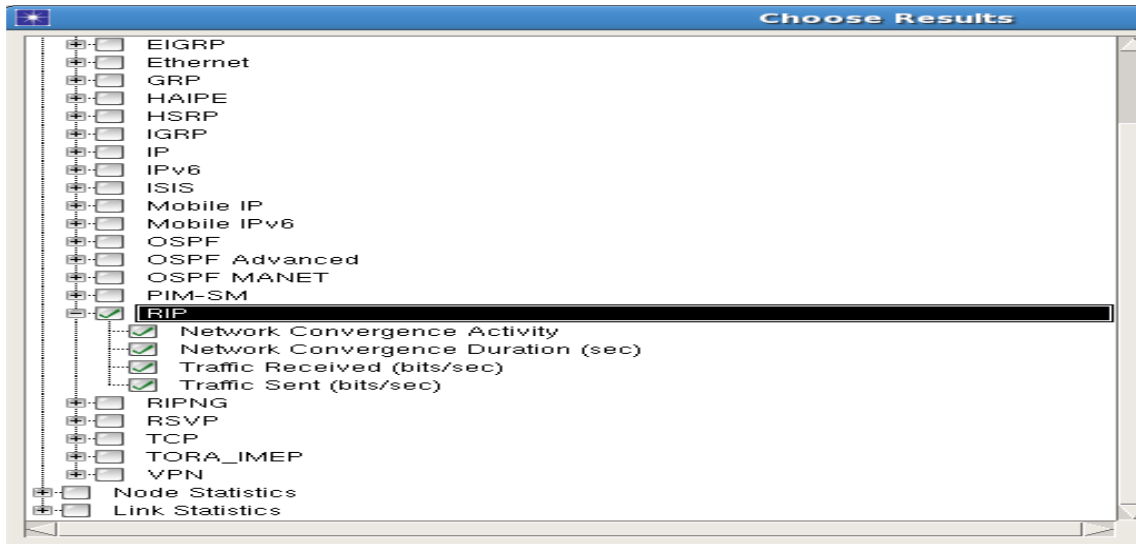 Choose Results
EIGRP
Ethernet
GRP
HAIPE
HSRP
IGRP
IP
IPv6
ISIS
Mobile IP
Mobile IPv6
OSPF
OSPF Advanced
OSPF MANET
PIM-SM
RIP
Network Convergence Activity
Network Convergence Duration (sec)
Traffic Received (bits/sec)
Traffic Sent (bits/sec)
RIPNG
RSVP
TCP
TORA_IMEP
VPN
Node Statistics
Link Statistics